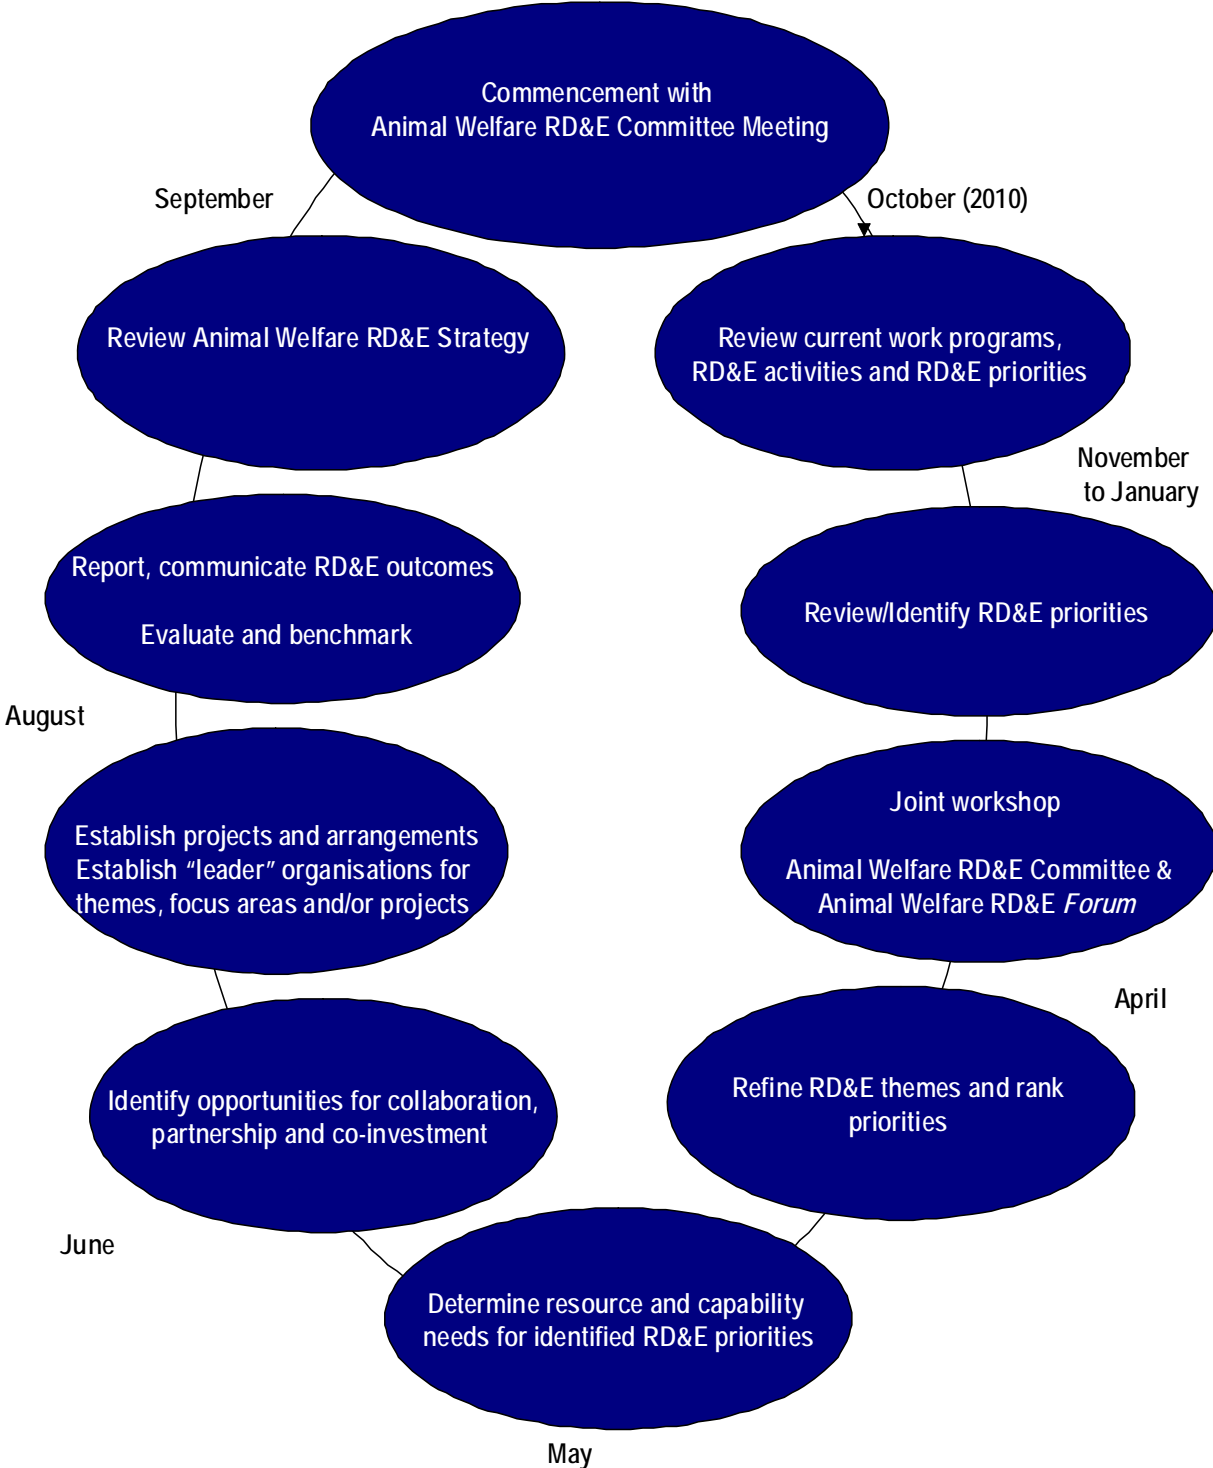 Commencement with
Animal Welfare RD&E Committee Meeting
September
October (2010)
Review Animal Welfare RD&E Strategy
Review current work programs,
RD&E activities and RD&E priorities
November
to January
Report, communicate RD&E outcomes
Evaluate and benchmark
Review/Identify RD&E priorities
August
Establish projects and arrangements
Establish “leader” organisations for
themes, focus areas and/or projects
Joint workshop
Animal Welfare RD&E Committee &
Animal Welfare RD&E Forum
April
Identify opportunities for collaboration,
partnership and co-investment
Refine RD&E themes and rank
priorities
June
Determine resource and capability
needs for identified RD&E priorities
May